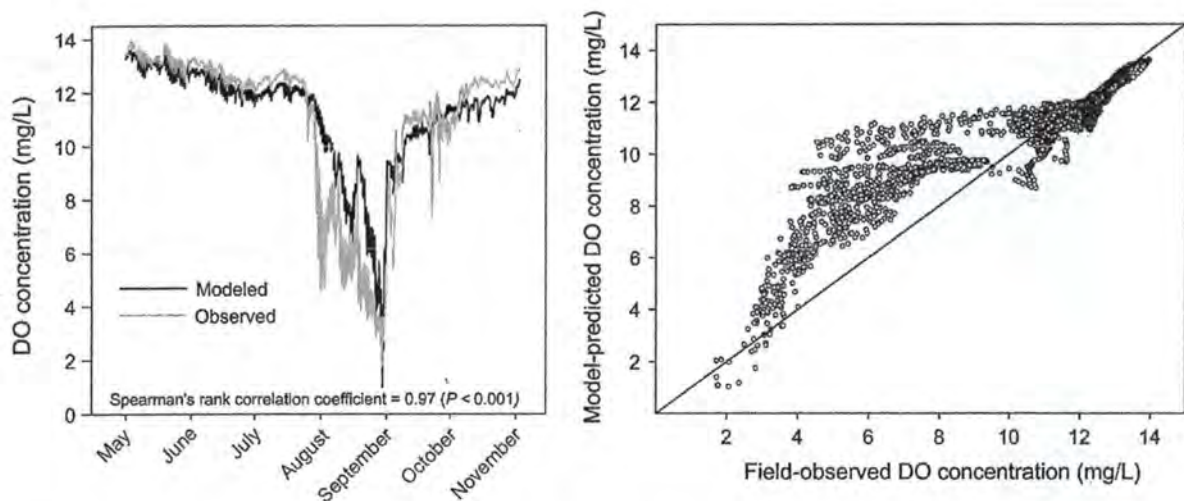 DO concentration (mg/L)
14
12
10
8
6
4
2
0
Modeled
Observed
Spearman's rank correlation coefficient = 0.97 (P < 0.001)
May
June
July
August
September
October
November
Model-predicted DO concentration (mg/L)
14
12
10
8
6
4
2
2
4
6
8
10
12
14
Field-observed DO concentration (mg/L)